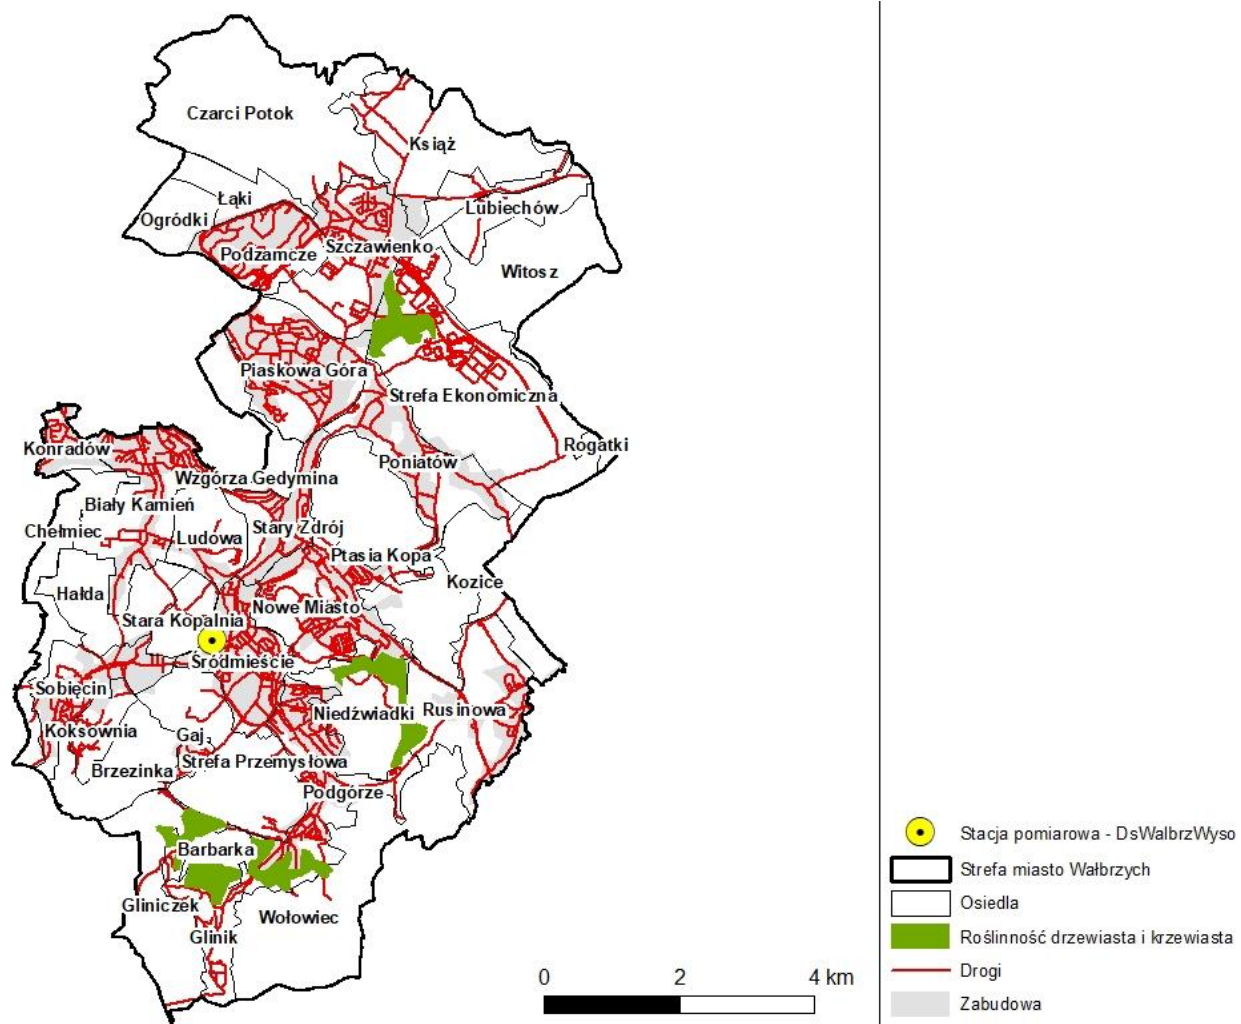 Czarci Potok
Książ
Łąki
Lubiechów
Ogródki
Szczawienko
Podzamcze
Witosz
Piaskowa Góra
Strefa Ekonomiczna
Rogatki
Konradów
Poniatów
Wzgórza Gedymina
Biały Kamień
Stary Zdrój
Chełmiec
Ludowa
Ptasia Kopa
Kozice
Hałda
Nowe Miasto
Stara Kopalnia
Śródmieście
Sobięcin
Niedźwiadki
Rusinowa
Koksownia
Gaj
Strefa Przemysłowa
Brzezinka
Podgórze
Barbarka
Gliniczek
Wołowiec
Glinik
0 2 4 km
Stacja pomiarowa - DsWalbrzWyso
Strefa miasto Wałbrzych
Osiedla
Roślinność drzewiasta i krzewiasta
Drogi
Zabudowa